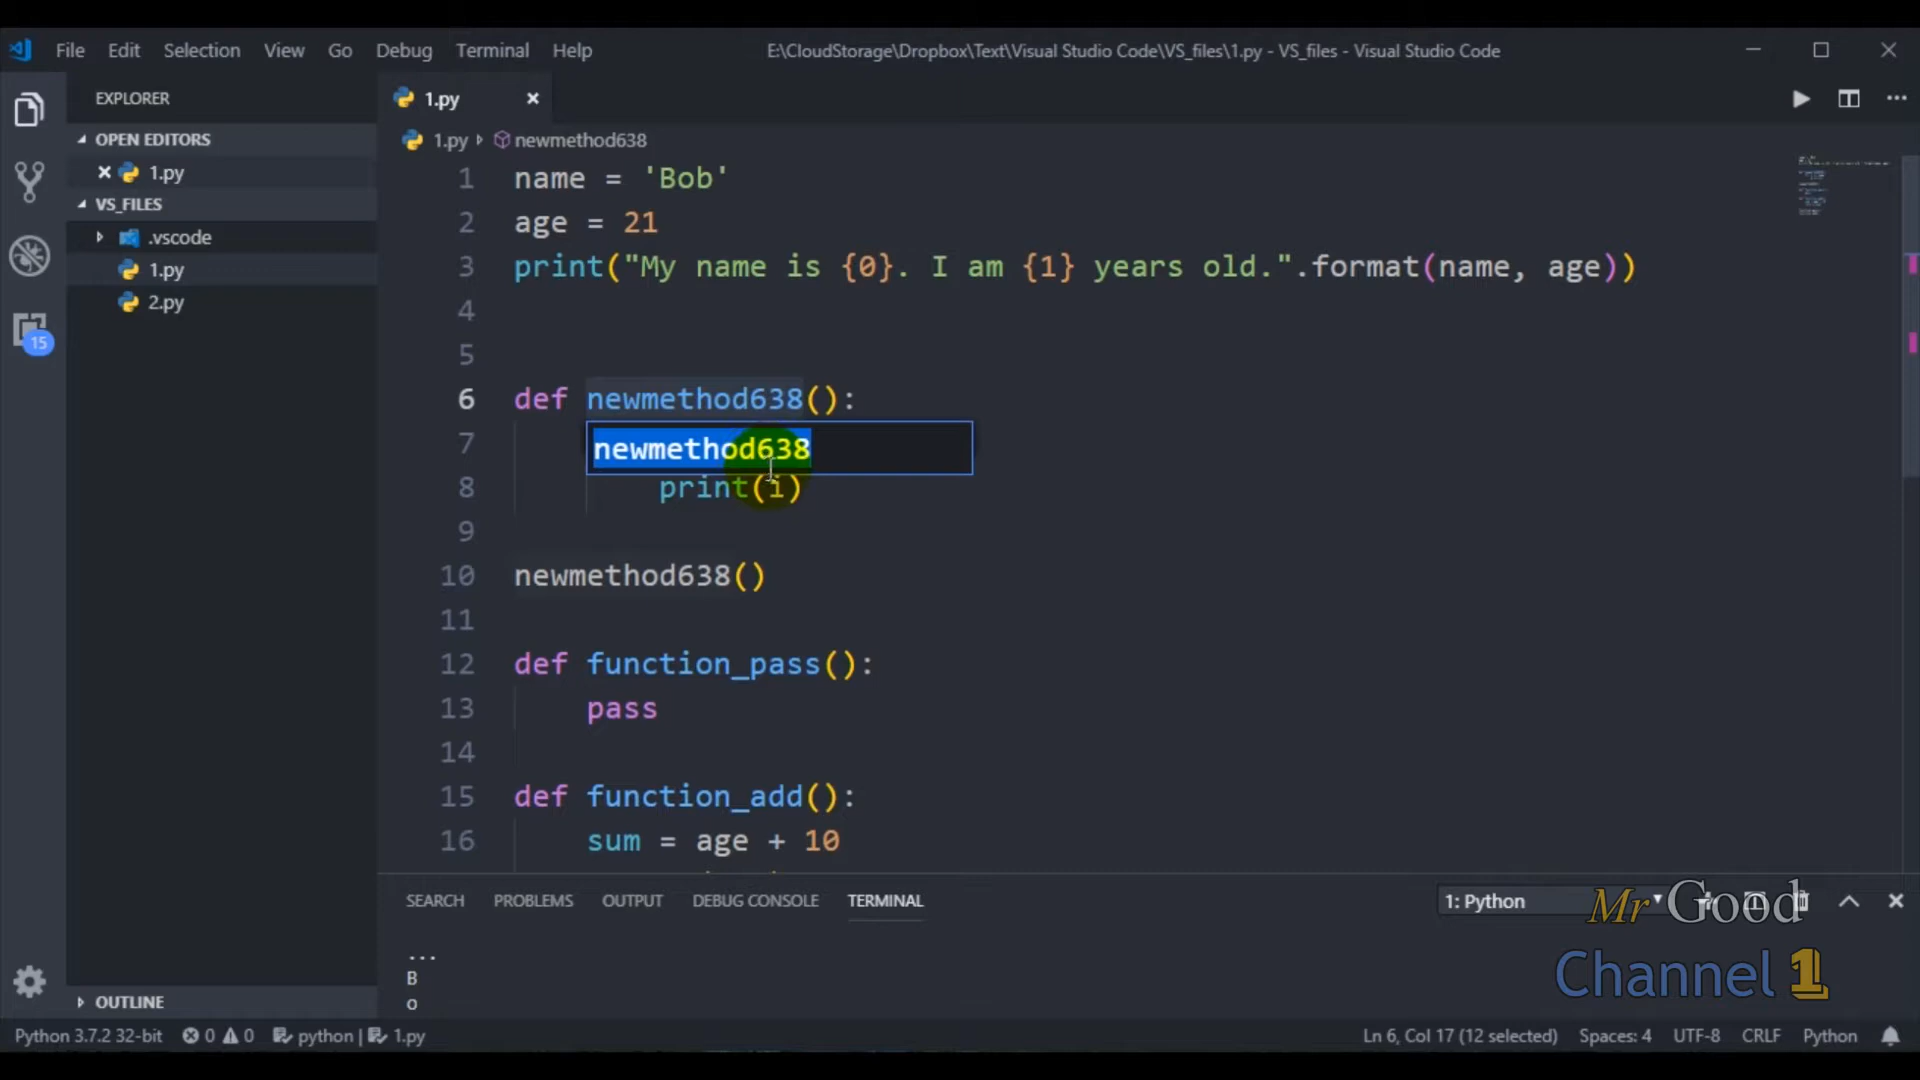 File Edit Selection View Go Debug Terminal Help
E:\CloudStorage\Dropbox\Text\Visual Studio Code\VS_files\1.py - VS_files - Visual Studio Code
EXPLORER
OPEN EDITORS
1.py
VS_FILES
.vscode
1.py
2.py
15
OUTLINE
1.py
1.py newmethod638
1 name = 'Bob'
2 age = 21
3 print("My name is {0}. I am {1} years old.".format(name, age))
4
5
6 def newmethod638():
7 newmethod638
8 print(i)
9
10 newmethod638()
11
12 def function_pass():
13 pass
14
15 def function_add():
16 sum = age + 10
SEARCH PROBLEMS OUTPUT DEBUG CONSOLE TERMINAL
1: Python
...
B
o
Mr Good
Channel 1
Python 3.7.2 32-bit 0 0 python | 1.py
Ln 6, Col 17 (12 selected) Spaces: 4 UTF-8 CRLF Python